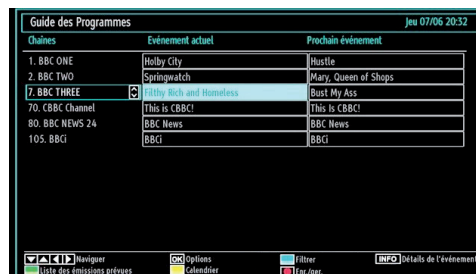 Guide des Programmes Jeu 07/06 20:32
Chaînes Evénement actuel Prochain événement
1. BBC ONE Holby City Hustle
2. BBC TWO Springwatch Mary, Queen of Shops
7. BBC THREE Filthy Rich and Homeless Bust My Ass
70. CBBC Channel This is CBBC! This Is CBBC!
80. BBC NEWS 24 BBC News BBC News
105. BBCi BBCi BBCi
Naviguer OK Options Filtrer INFO Détails de l'événement
Liste des émissions prévues Calendrier Enr./opr.